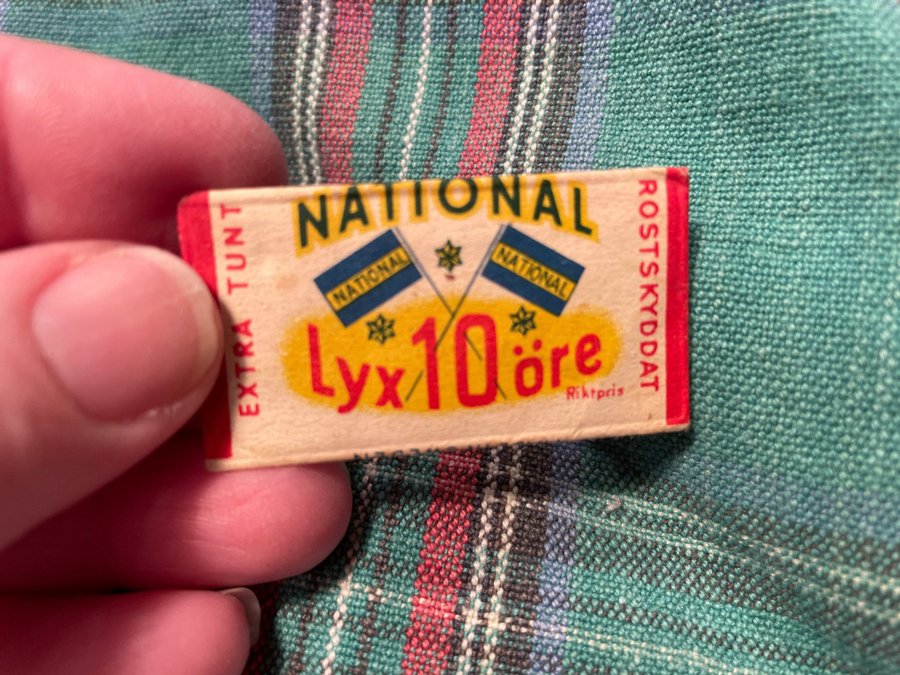 NATIONAL
NATIONAL
NATIONAL
EXTRA TUNT
Lyx 10 öre
Riktpris
ROSTSKYDDAT